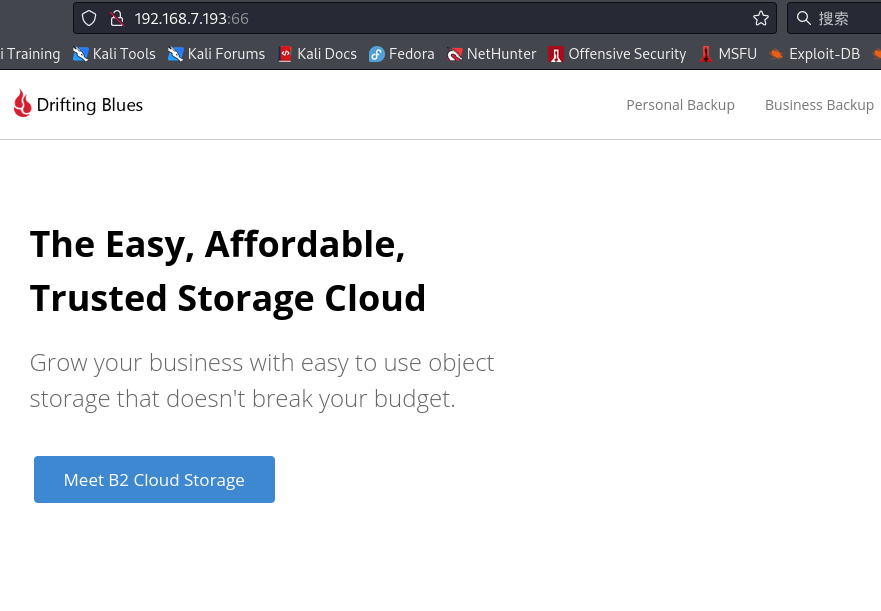 192.168.7.193:66
搜索
i Training
Kali Tools
Kali Forums
Kali Docs
Fedora
NetHunter
Offensive Security
MSFU
Exploit-DB
Drifting Blues
Personal Backup
Business Backup
The Easy, Affordable,
Trusted Storage Cloud
Grow your business with easy to use object
storage that doesn't break your budget.
Meet B2 Cloud Storage